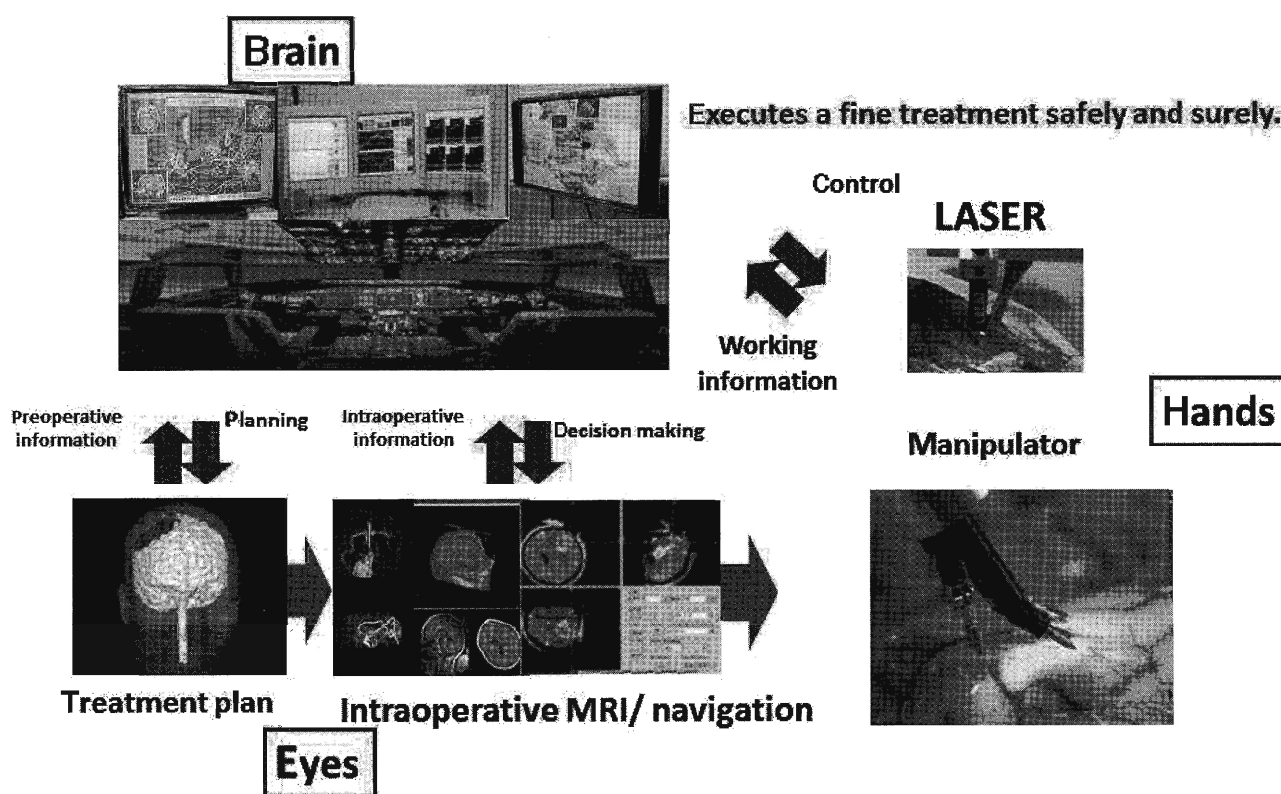 Brain
Executes a fine treatment safely and surely.
Control
LASER
Working
information
Hands
Preoperative
information
Planning
Intraoperative
information
Decision making
Manipulator
Treatment plan
Intraoperative MRI/ navigation
Eyes